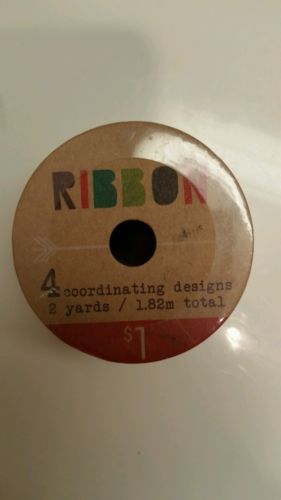 RIBBON
4 coordinating designs
2 yards / 1.82m total
$1